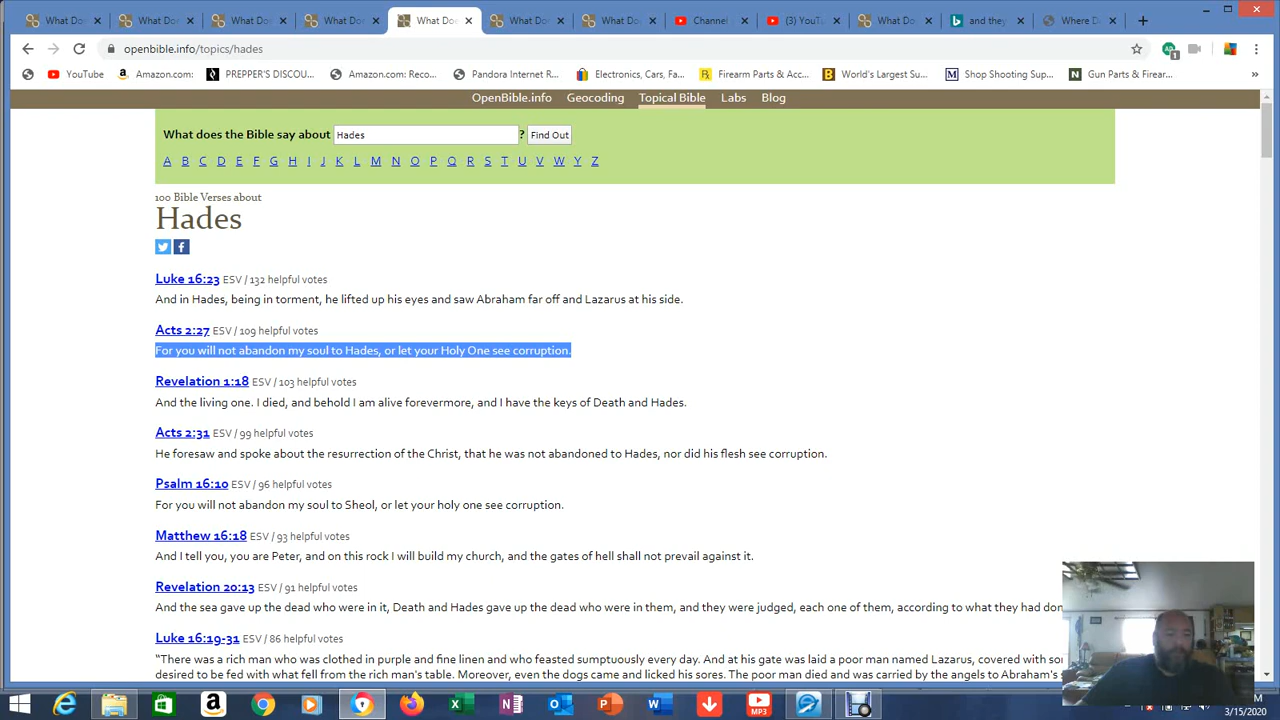 What Do
What Doe
What Doe
What Doe
What Doe
What Doe
What Doe
Channel
(3) YouTu
What Doe
and they
Where D
openbible.info/topics/hades
YouTube
Amazon.com:
PREPPER'S DISCOU...
Amazon.com: Reco...
Pandora Internet R...
Electronics, Cars, Fa...
Firearm Parts & Acc...
World's Largest Su...
Shop Shooting Sup...
Gun Parts & Firear...
»
OpenBible.info Geocoding Topical Bible Labs Blog
What does the Bible say about Hades ? Find Out
A B C D E F G H I J K L M N O P Q R S T U V W Y Z
100 Bible Verses about
Hades
Luke 16:23 ESV / 132 helpful votes
And in Hades, being in torment, he lifted up his eyes and saw Abraham far off and Lazarus at his side.
Acts 2:27 ESV / 109 helpful votes
For you will not abandon my soul to Hades, or let your Holy One see corruption.
Revelation 1:18 ESV / 103 helpful votes
And the living one. I died, and behold I am alive forevermore, and I have the keys of Death and Hades.
Acts 2:31 ESV / 99 helpful votes
He foresaw and spoke about the resurrection of the Christ, that he was not abandoned to Hades, nor did his flesh see corruption.
Psalm 16:10 ESV / 96 helpful votes
For you will not abandon my soul to Sheol, or let your holy one see corruption.
Matthew 16:18 ESV / 93 helpful votes
And I tell you, you are Peter, and on this rock I will build my church, and the gates of hell shall not prevail against it.
Revelation 20:13 ESV / 91 helpful votes
And the sea gave up the dead who were in it, Death and Hades gave up the dead who were in them, and they were judged, each one of them, according to what they had don
Luke 16:19-31 ESV / 86 helpful votes
“There was a rich man who was clothed in purple and fine linen and who feasted sumptuously every day. And at his gate was laid a poor man named Lazarus, covered with sor
desired to be fed with what fell from the rich man's table. Moreover, even the dogs came and licked his sores. The poor man died and was carried by the angels to Abraham's
MP3
3/15/2020